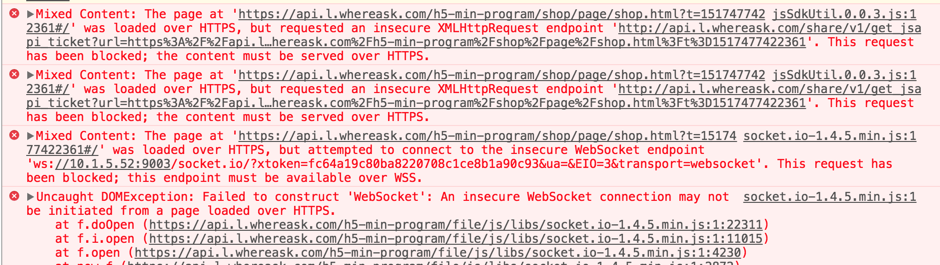 Mixed Content: The page at 'https://api.l.whereask.com/h5-min-program/shop/page/shop.html?t=151747742 jsSdkUtil.0.0.3.js:1
2361#/' was loaded over HTTPS, but requested an insecure XMLHttpRequest endpoint 'http://api.l.whereask.com/share/v1/get_jsa
pi_ticket?url=https%3A%2F%2Fapi.l…ereask.com%2Fh5-min-program%2Fshop%2Fpage%2Fshop.html%3Ft%3D1517477422361'. This request
has been blocked; the content must be served over HTTPS.
Mixed Content: The page at 'https://api.l.whereask.com/h5-min-program/shop/page/shop.html?t=151747742 jsSdkUtil.0.0.3.js:1
2361#/' was loaded over HTTPS, but requested an insecure XMLHttpRequest endpoint 'http://api.l.whereask.com/share/v1/get_jsa
pi_ticket?url=https%3A%2F%2Fapi.l…ereask.com%2Fh5-min-program%2Fshop%2Fpage%2Fshop.html%3Ft%3D1517477422361'. This request
has been blocked; the content must be served over HTTPS.
Mixed Content: The page at 'https://api.l.whereask.com/h5-min-program/shop/page/shop.html?t=15174 socket.io-1.4.5.min.js:1
77422361#/' was loaded over HTTPS, but attempted to connect to the insecure WebSocket endpoint
'ws://10.1.5.52:9003/socket.io/?xtoken=fc64a19c80ba8220708c1ce8b1a90c93&ua=&EIO=3&transport=websocket'. This request has
been blocked; this endpoint must be available over WSS.
Uncaught DOMException: Failed to construct 'WebSocket': An insecure WebSocket connection may not socket.io-1.4.5.min.js:1
be initiated from a page loaded over HTTPS.
at f.doOpen (https://api.l.whereask.com/h5-min-program/file/js/libs/socket.io-1.4.5.min.js:1:22311)
at f.i.open (https://api.l.whereask.com/h5-min-program/file/js/libs/socket.io-1.4.5.min.js:1:11015)
at f.open (https://api.l.whereask.com/h5-min-program/file/js/libs/socket.io-1.4.5.min.js:1:4230)